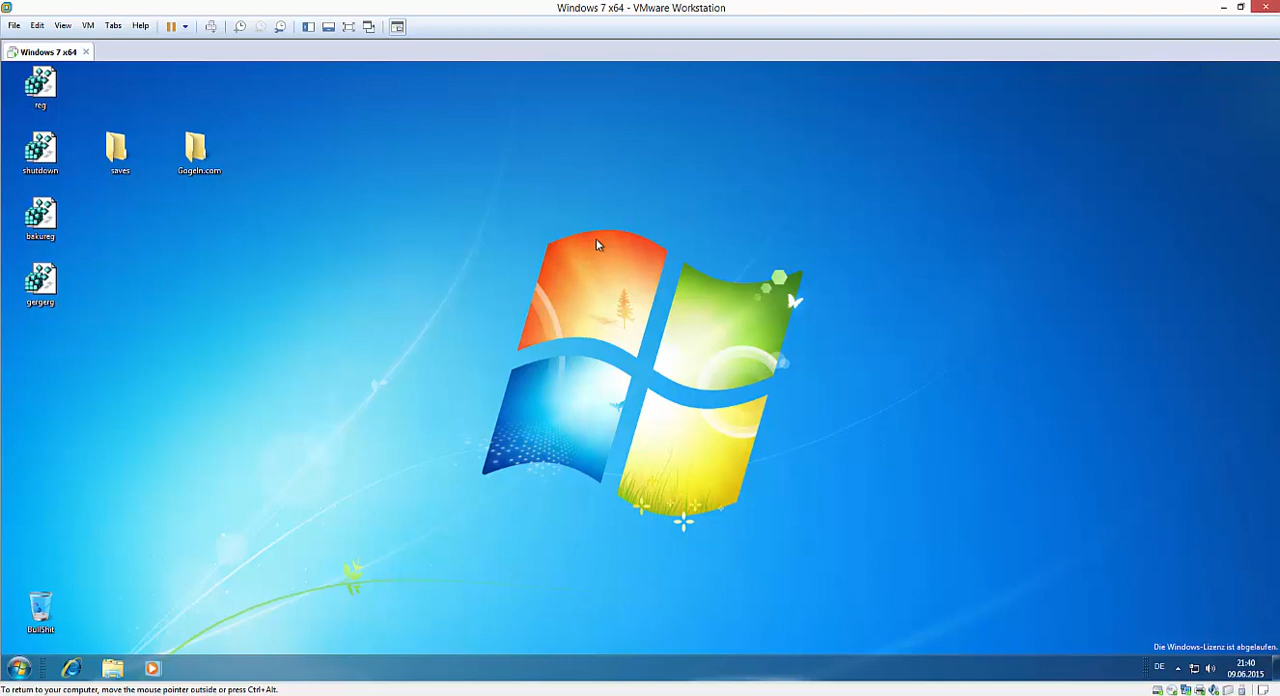 Windows 7 x64 - VMware Workstation
File Edit View VM Tabs Help
Windows 7 x64
reg
shutdown saves Gogeln.com
bakureg
gergerg
BullShit
Die Windows-Lizenz ist abgelaufen.
DE 21:40
09.06.2015
To return to your computer, move the mouse pointer outside or press Ctrl+Alt.